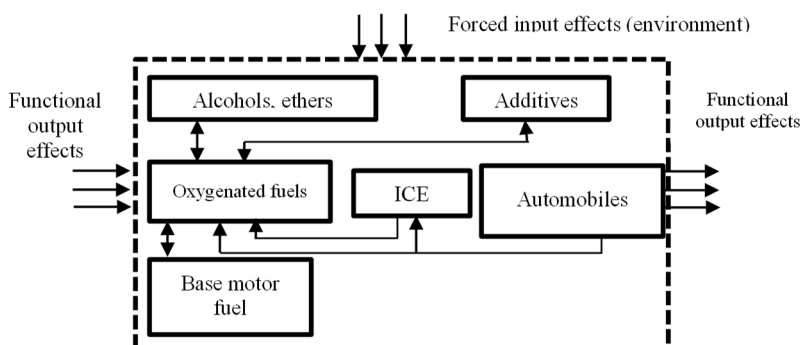 Forced input effects (environment)
Functional
output
effects
Alcohols, ethers
Additives
Functional
output effects
Oxygenated fuels
ICE
Automobiles
Base motor
fuel